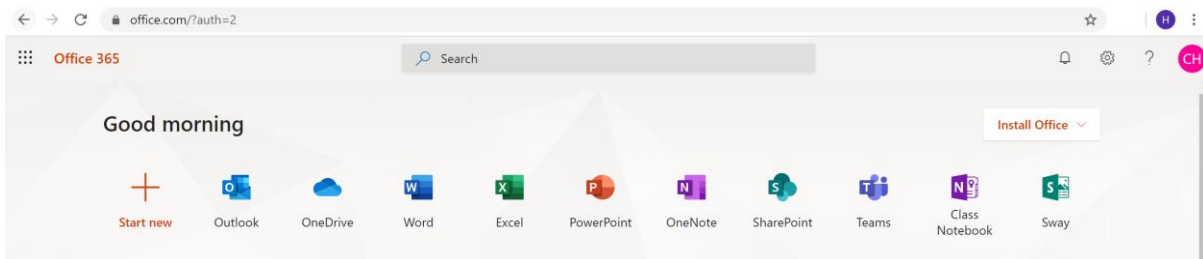 office.com/?auth=2
H
Office 365
Search
?
CH
Good morning
Install Office
Start new
Outlook
OneDrive
Word
Excel
PowerPoint
OneNote
SharePoint
Teams
Class
Notebook
Sway